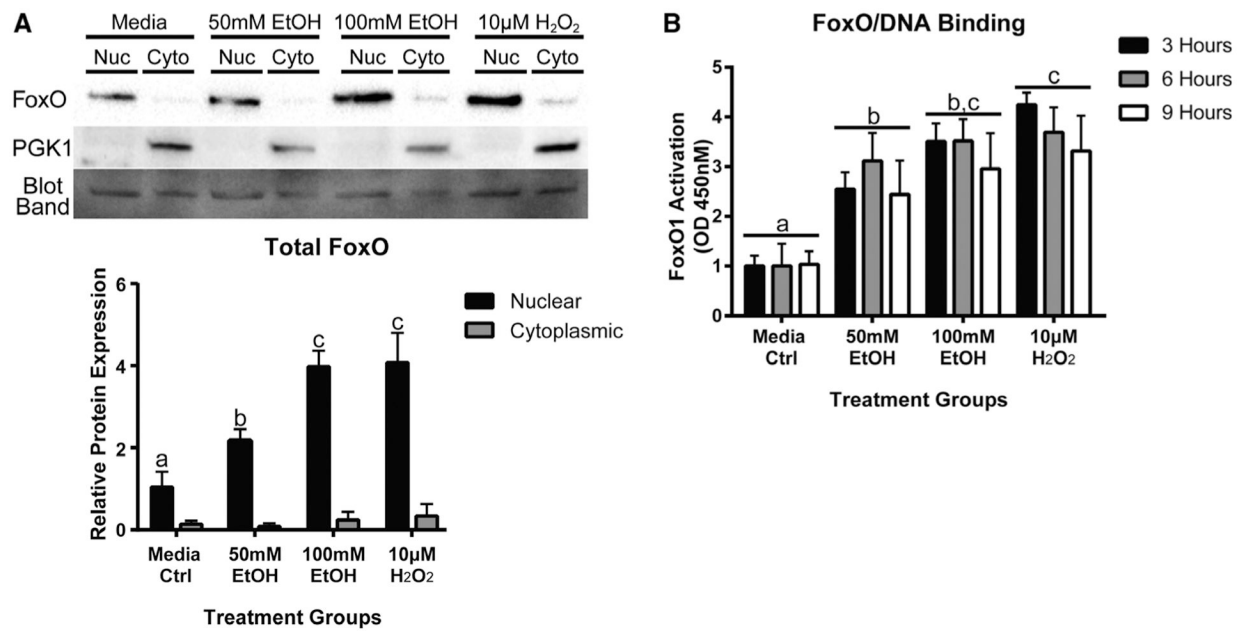 A
Media 50mM EtOH 100mM EtOH 10µM H₂O₂
Nuc Cyto Nuc Cyto Nuc Cyto Nuc Cyto
FoxO
PGK1
Blot
Band
Total FoxO
Relative Protein Expression
6
4
2
0
a
b
c
c
Nuclear
Cytoplasmic
Media
Ctrl
50mM
EtOH
100mM
EtOH
10µM
H₂O₂
Treatment Groups
B
FoxO/DNA Binding
3 Hours
6 Hours
9 Hours
FoxO1 Activation
(OD 450nM)
5
4
3
2
1
0
a
b
b,c
c
Media
Ctrl
50mM
EtOH
100mM
EtOH
10µM
H₂O₂
Treatment Groups